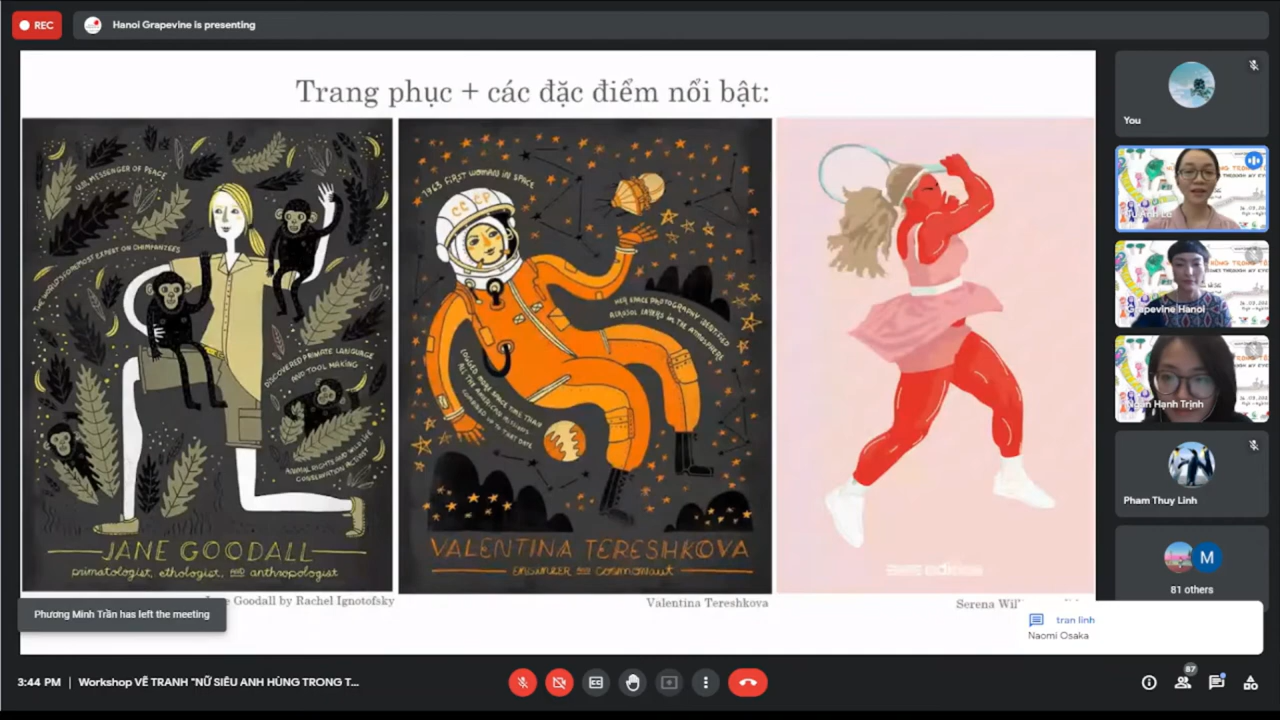 REC
Hanoi Grapevine is presenting
Trang phục + các đặc điểm nổi bật:
U.N. MESSENGER OF PEACE
THE WORLD'S FOREMOST EXPERT ON CHIMPANZEES
DISCOVERED PRIMATE LANGUAGE
AND TOOL MAKING
ANIMAL RIGHTS AND WILD LIFE
CONSERVATION ACTIVIST
JANE GOODALL
primatologist, ethologist, AND anthropologist
1963 FIRST WOMAN IN SPACE
CCCP
HER SPACE PHOTOGRAPHY IDENTIFIED
AEROSOL LAYERS IN THE ATMOSPHERE
LOGGED MORE SPACE TIME THAN
ALL THE AMERICAN MISSIONS
COMBINED UP TO THAT DATE
VALENTINA TERESHKOVA
ENGINEER AND COSMONAUT
Goodall by Rachel Ignotofsky
Valentina Tereshkova
Serena
You
Grapevine Hanoi
Ngân Hạnh Trịnh
Pham Thuy Linh
M
81 others
Phương Minh Trần has left the meeting
tran linh
Naomi Osaka
3:44 PM | Workshop VẼ TRANH "NỮ SIÊU ANH HÙNG TRONG T...
87